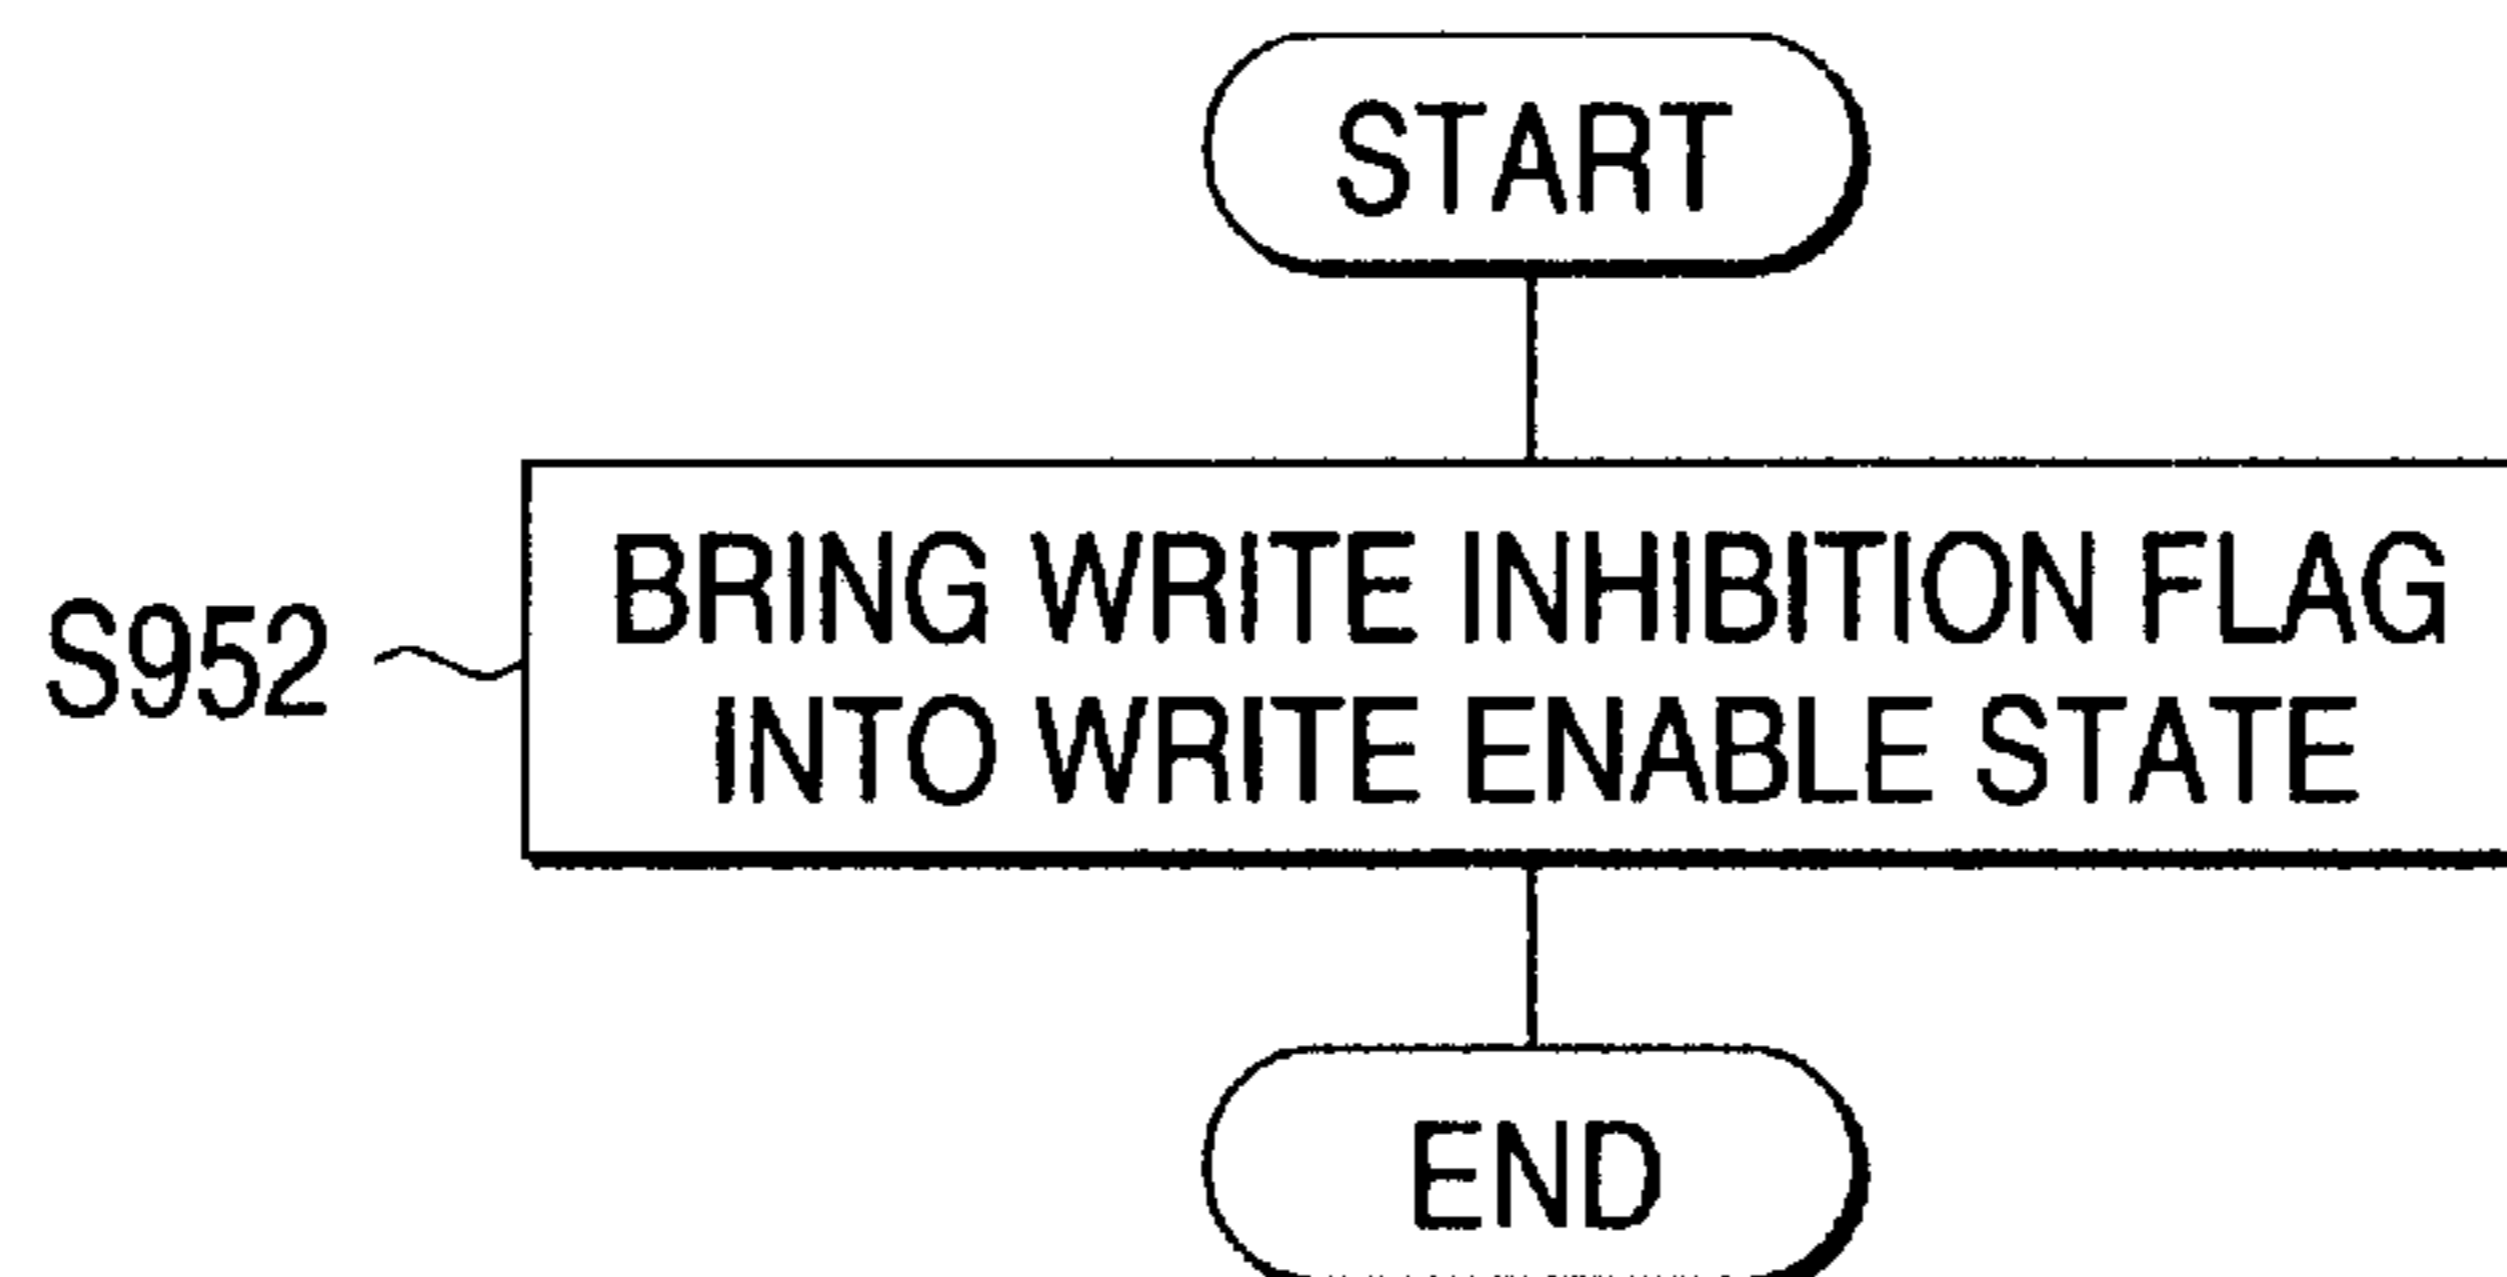 START
BRING WRITE INHIBITION FLAG
S952
INTO WRITE ENABLE STATE
END